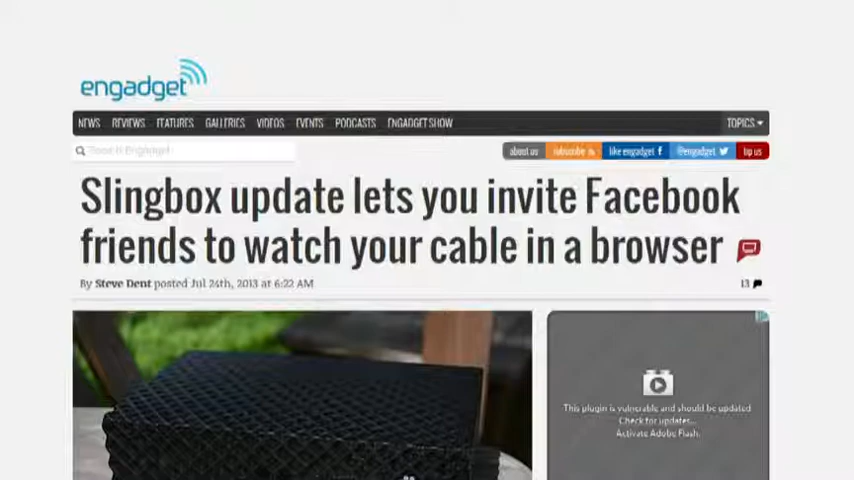 engadget
NEWS REVIEWS FEATURES GALLERIES VIDEOS EVENTS PODCASTS ENGADGET SHOW TOPICS
Search Engadget
about us subscribe like engadget f @engadget tip us
Slingbox update lets you invite Facebook
friends to watch your cable in a browser
By Steve Dent posted Jul 24th, 2013 at 6:22 AM 13
This plugin is vulnerable and should be updated
Check for updates...
Activate Adobe Flash.